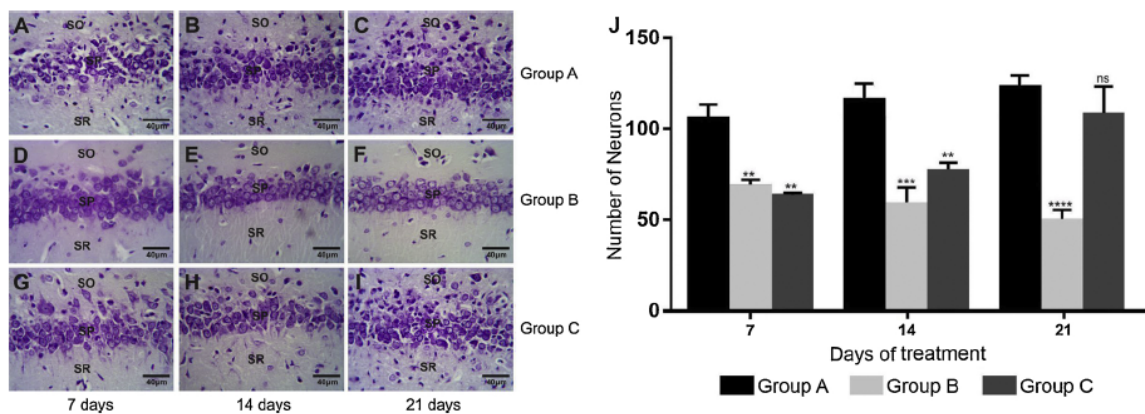 A
SO
SP
SR
40µm
B
SO
SP
SR
40µm
C
SO
SP
SR
40µm
Group A
D
SO
SP
SR
40µm
E
SO
SP
SR
40µm
F
SO
SP
SR
40µm
Group B
G
SO
SP
SR
40µm
H
SO
SP
SR
40µm
I
SO
SP
SR
40µm
Group C
7 days
14 days
21 days
J
Number of Neurons
150
100
50
0
**
**
***
**
****
ns
7
14
21
Days of treatment
Group A
Group B
Group C